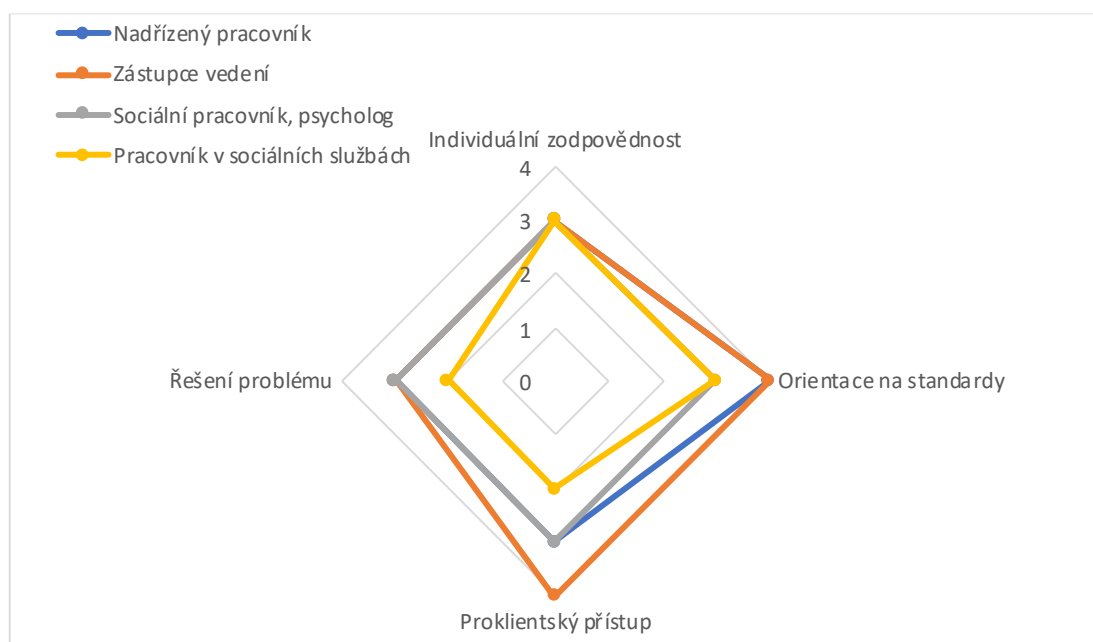 Nadřízený pracovník
Zástupce vedení
Sociální pracovník, psycholog
Pracovník v sociálních službách
Individuální zodpovědnost
4
3
2
1
0
Řešení problému
Orientace na standardy
Proklientský přístup